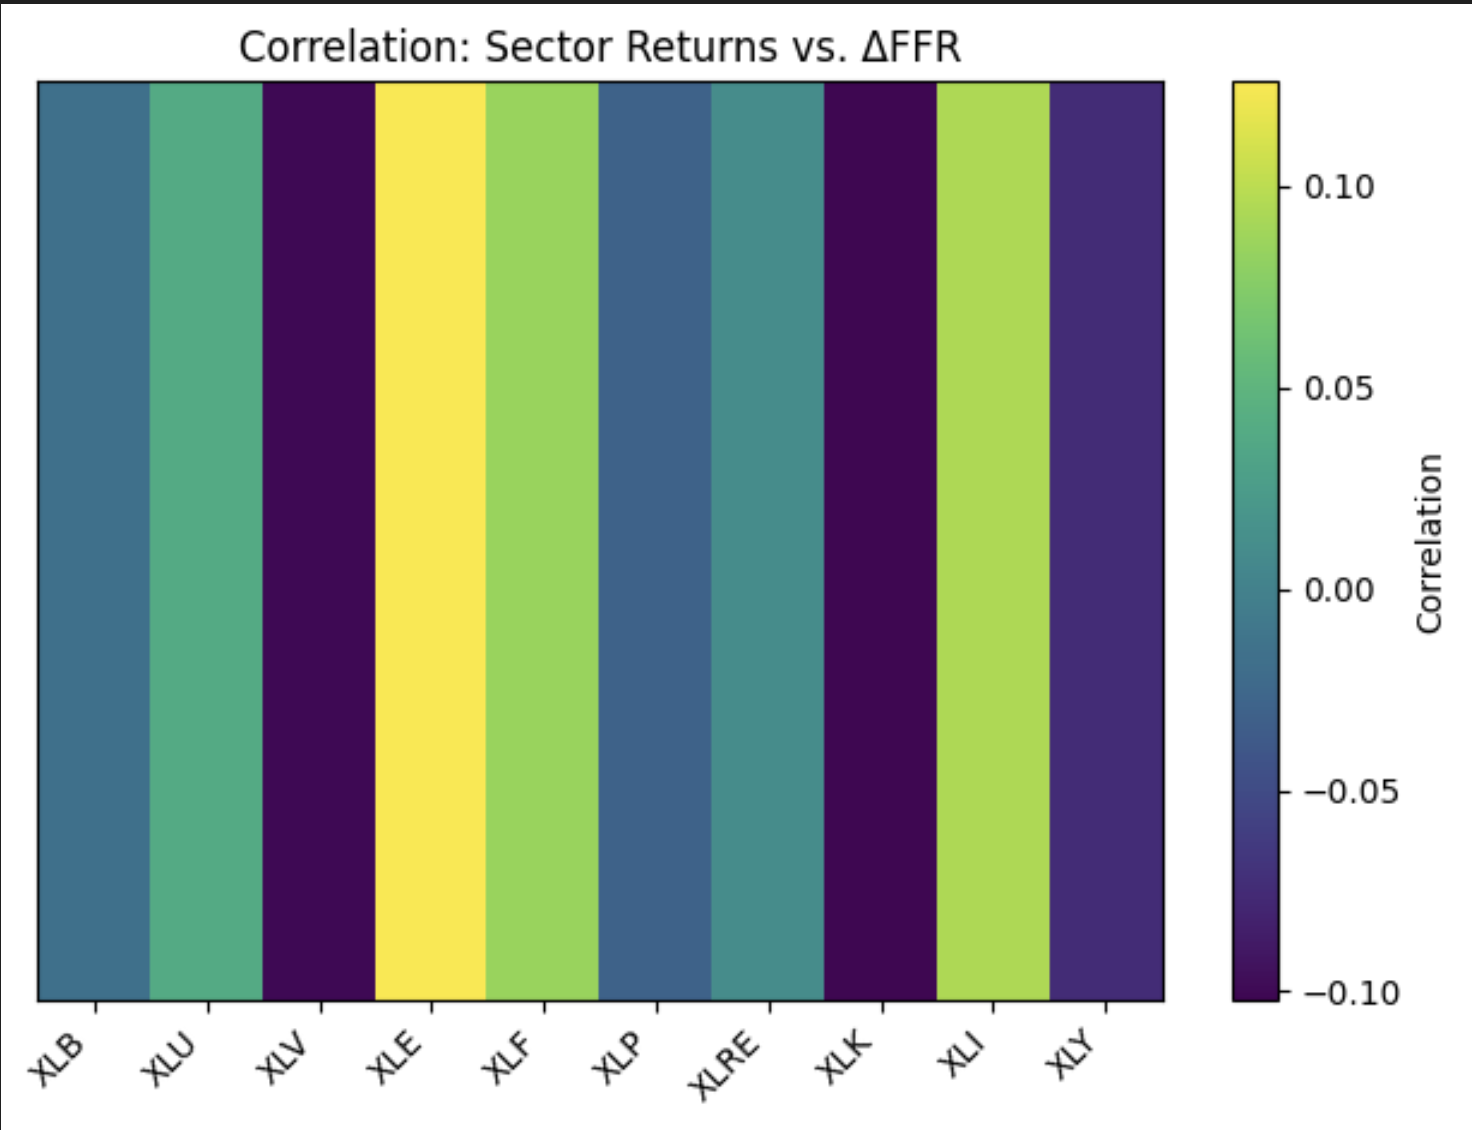 Correlation: Sector Returns vs. ΔFFR
0.10
0.05
0.00
−0.05
−0.10
Correlation
XLB
XLU
XLV
XLE
XLF
XLP
XLRE
XLK
XLI
XLY